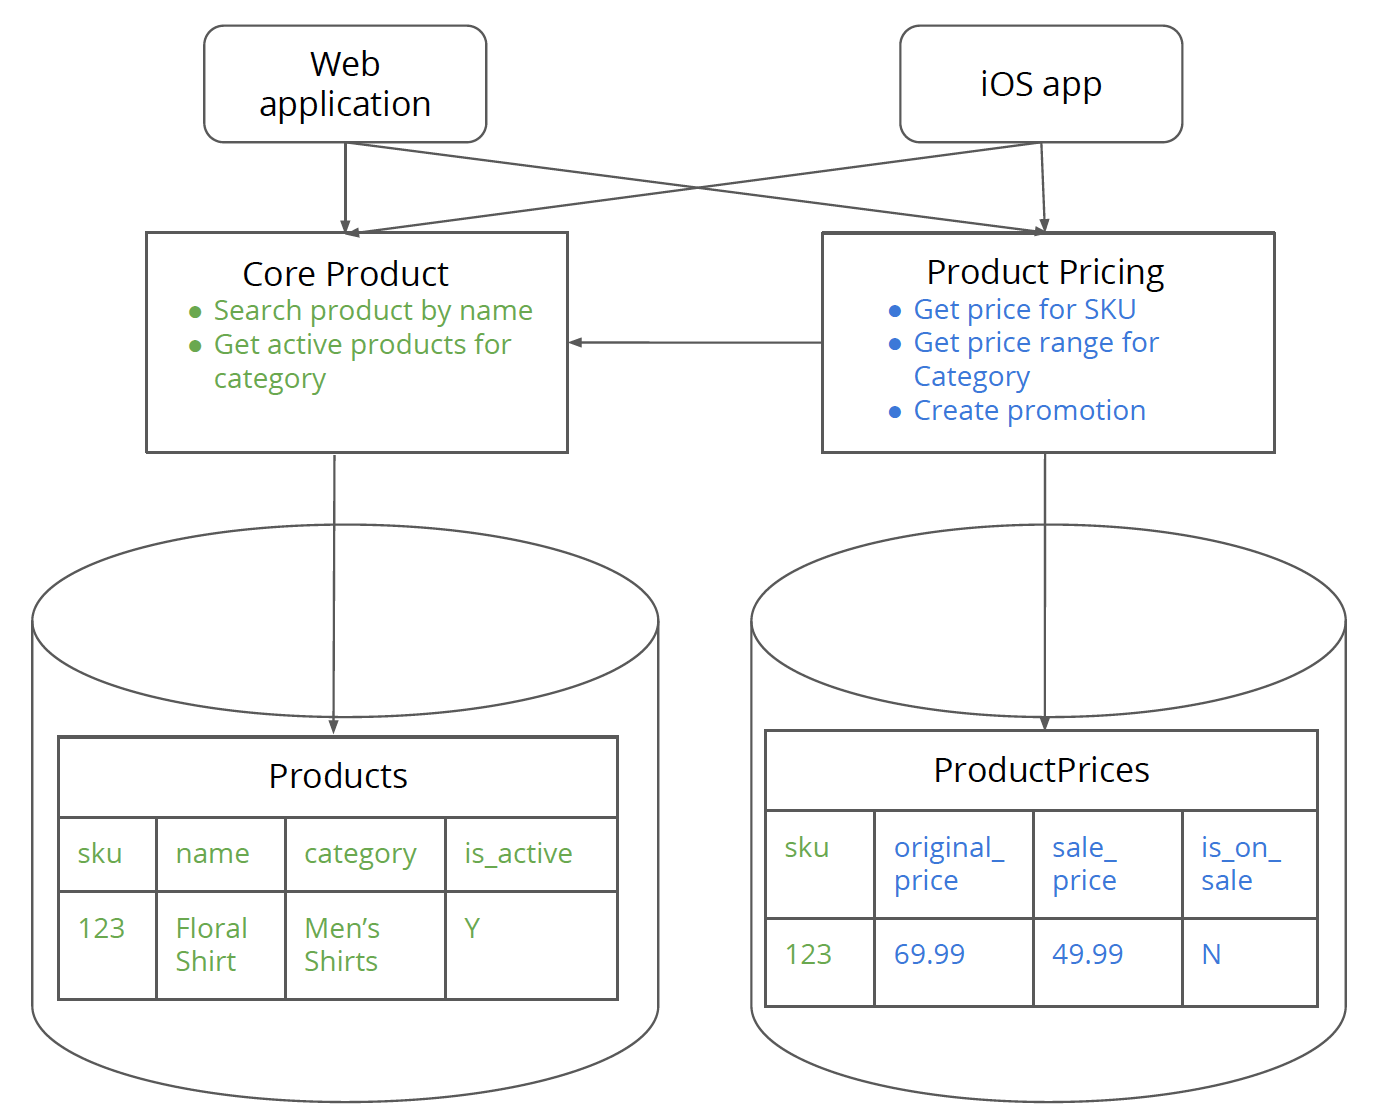 Web
application
iOS app
Core Product
● Search product by name
● Get active products for
category
Product Pricing
● Get price for SKU
● Get price range for
Category
● Create promotion
Products
sku name category is_active
123 Floral Men’s Y
Shirt Shirts
ProductPrices
sku original_ sale_ is_on_
price price sale
123 69.99 49.99 N